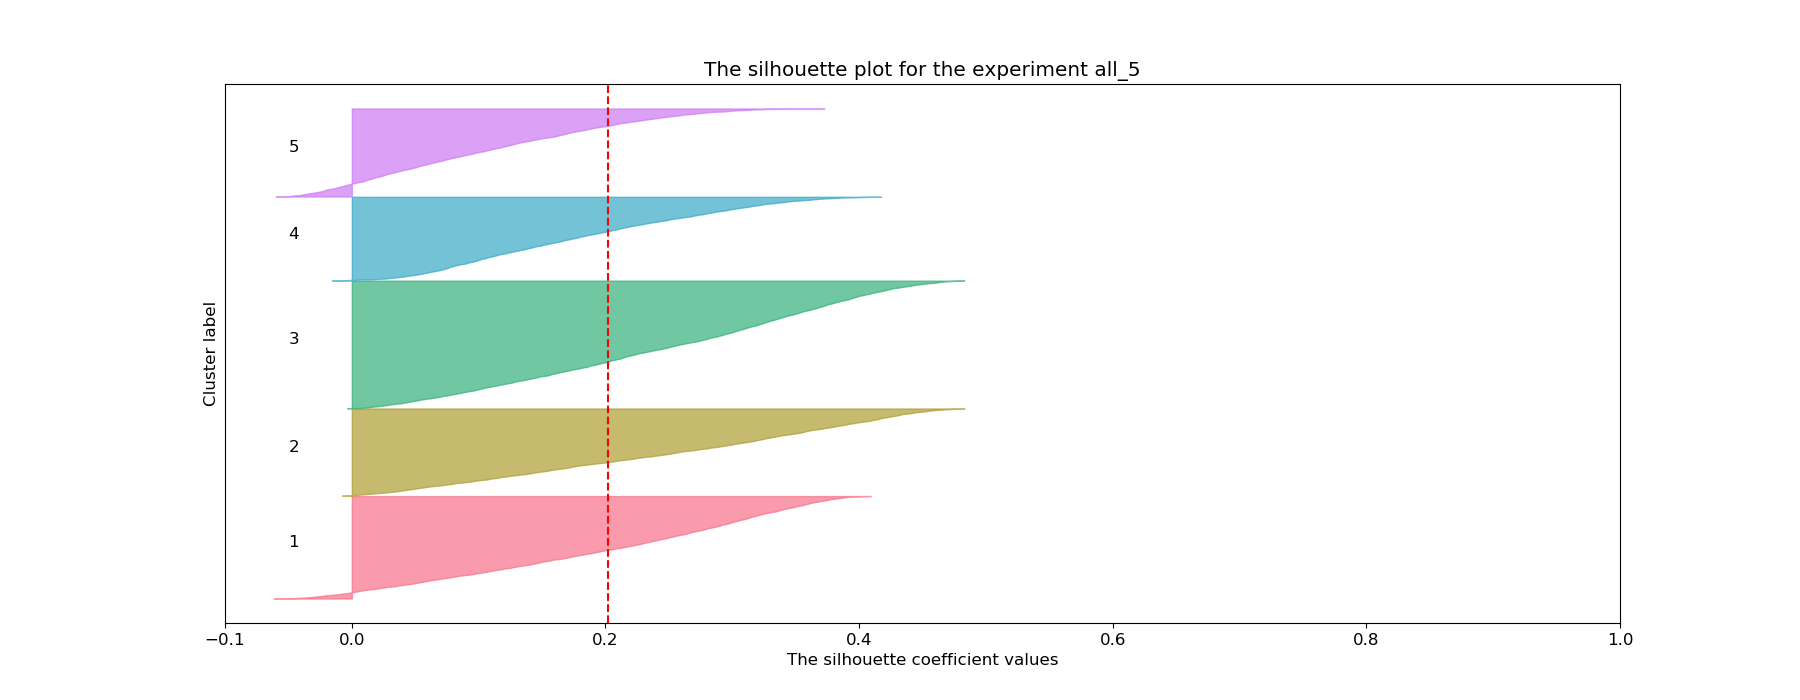 The silhouette plot for the experiment all_5
Cluster label
5
4
3
2
1
−0.1 0.0 0.2 0.4 0.6 0.8 1.0
The silhouette coefficient values